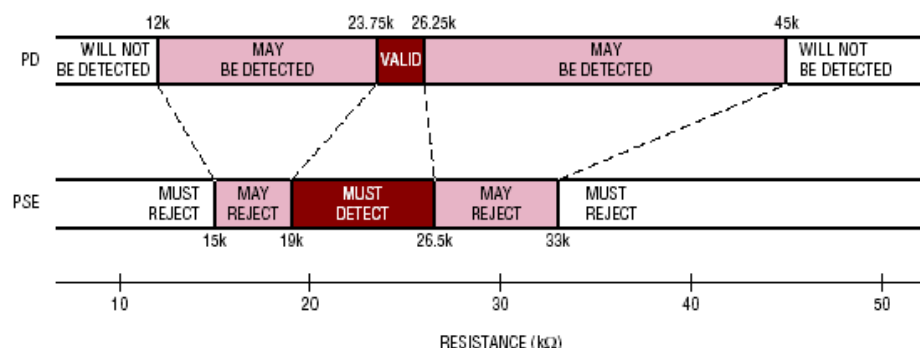 12k 23.75k 26.25k 45k
PD
WILL NOT
BE DETECTED
MAY
BE DETECTED
VALID
MAY
BE DETECTED
WILL NOT
BE DETECTED
PSE
MUST
REJECT
MAY
REJECT
MUST
DETECT
MAY
REJECT
MUST
REJECT
15k 19k 26.5k 33k
10 20 30 40 50
RESISTANCE (kΩ)